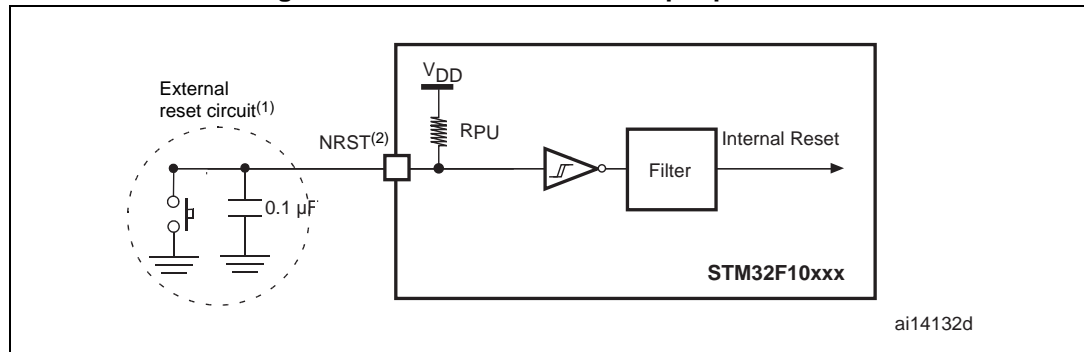 External
reset circuit(1)
VDD
RPU
NRST(2)
Internal Reset
Filter
0.1 µF
STM32F10xxx
ai14132d